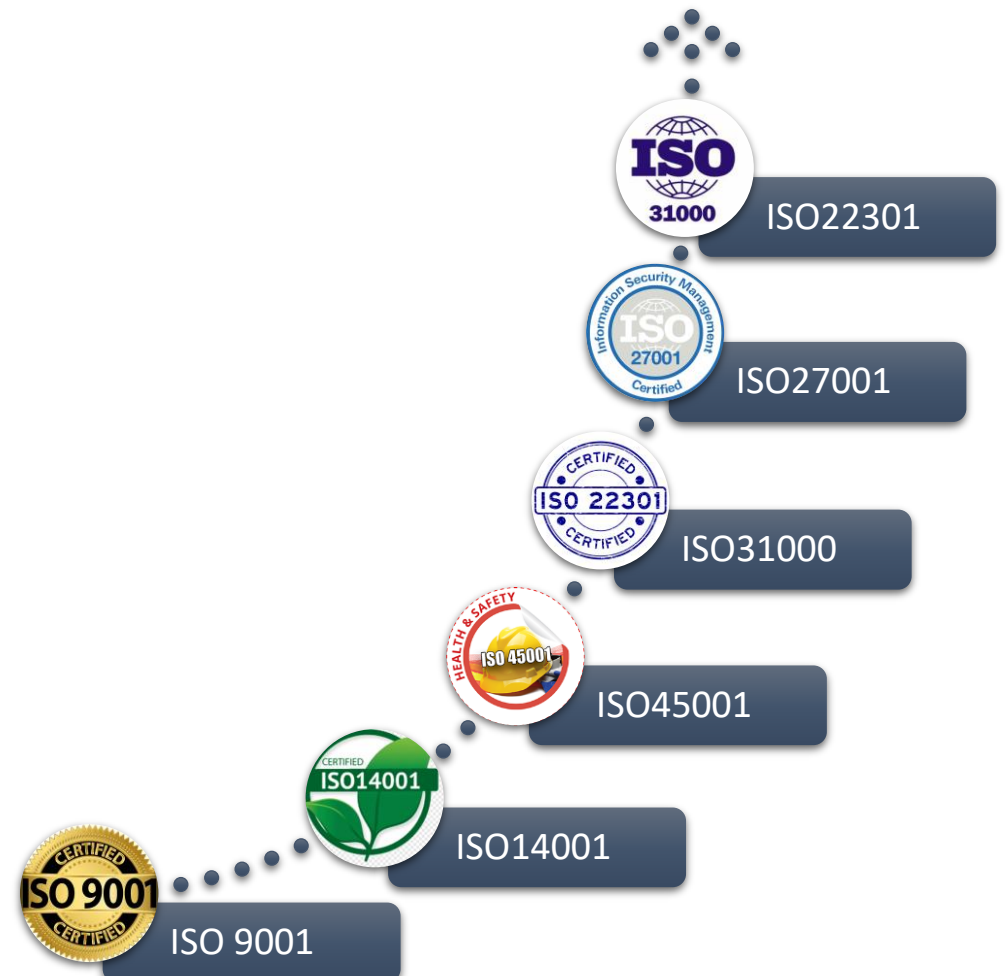 ISO
31000
ISO22301
Information Security Management
ISO
27001
Certified
ISO27001
CERTIFIED
ISO 22301
CERTIFIED
ISO31000
HEALTH & SAFETY
ISO 45001
ISO45001
CERTIFIED
ISO14001
ISO14001
CERTIFIED
ISO 9001
CERTIFIED
ISO 9001